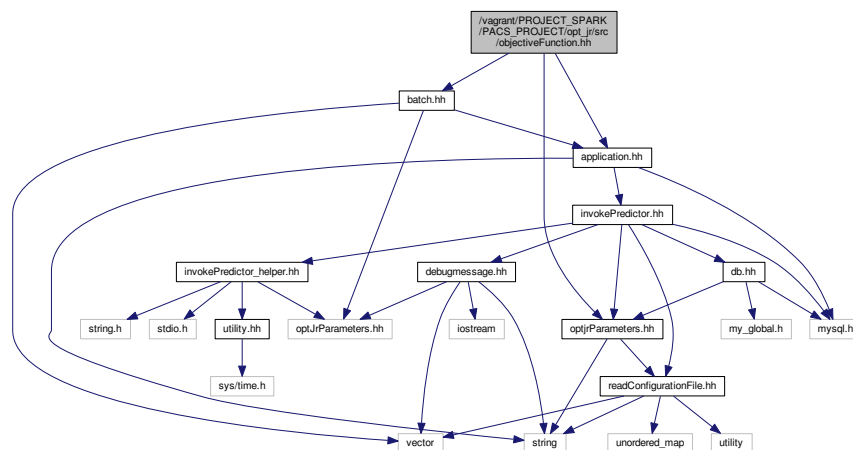 /vagrant/PROJECT_SPARK
/PACS_PROJECT/opt_jr/src
/objectiveFunction.hh
batch.hh
application.hh
invokePredictor.hh
invokePredictor_helper.hh
debugmessage.hh
db.hh
string.h
stdio.h
utility.hh
optJrParameters.hh
iostream
optjrParameters.hh
my_global.h
mysql.h
sys/time.h
readConfigurationFile.hh
vector
string
unordered_map
utility